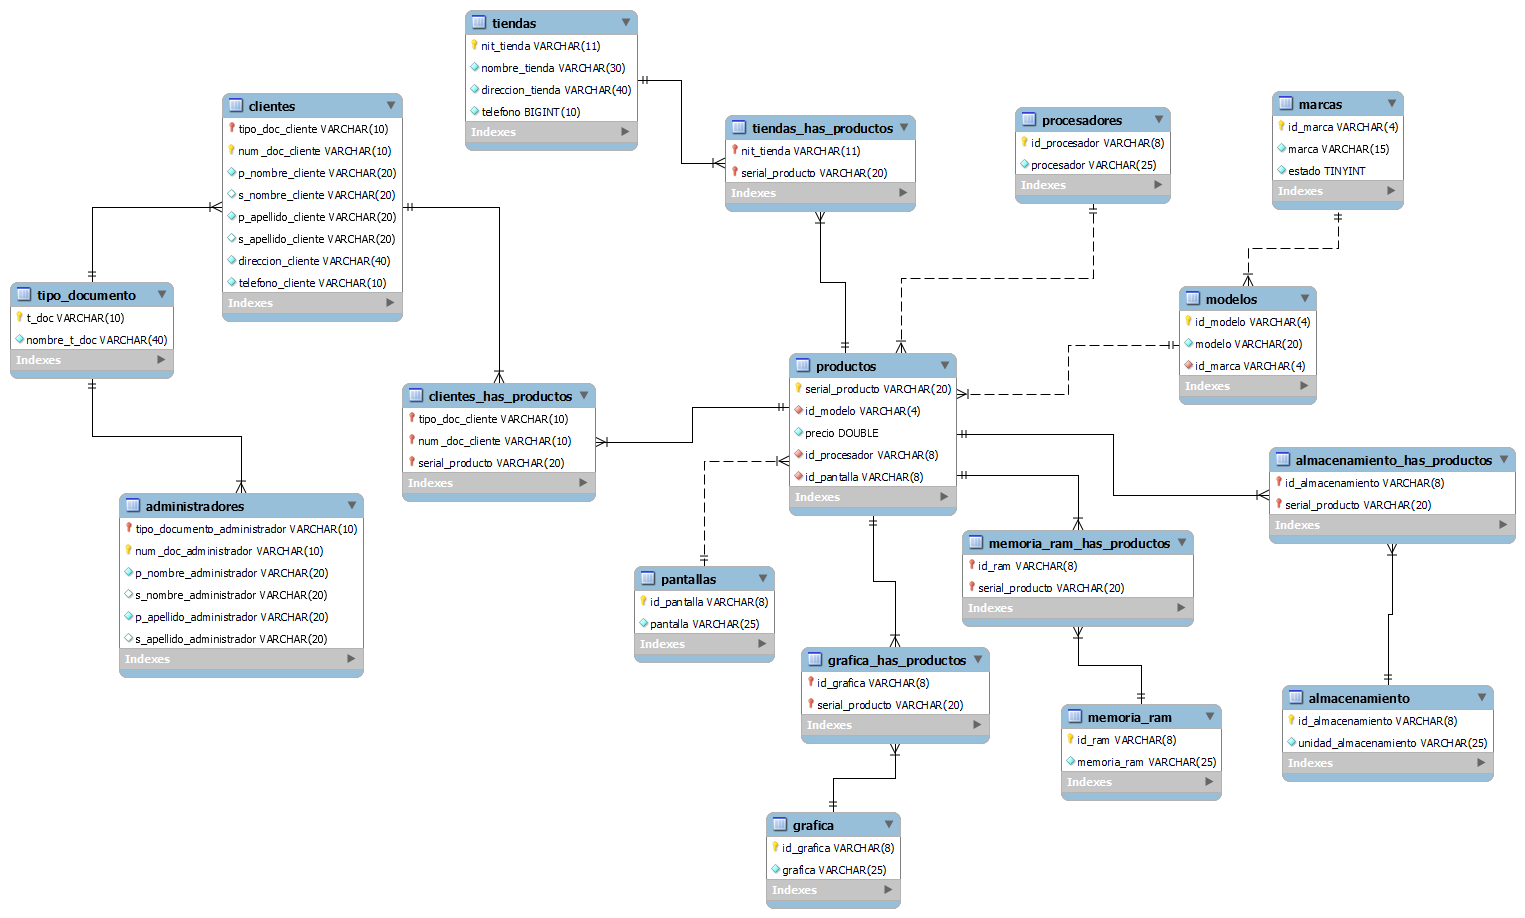 tiendas
nit_tienda VARCHAR(11)
nombre_tienda VARCHAR(30)
direccion_tienda VARCHAR(40)
telefono BIGINT(10)
Indexes
clientes
tipo_doc_cliente VARCHAR(10)
num_doc_cliente VARCHAR(10)
p_nombre_cliente VARCHAR(20)
s_nombre_cliente VARCHAR(20)
p_apellido_cliente VARCHAR(20)
s_apellido_cliente VARCHAR(20)
direccion_cliente VARCHAR(40)
telefono_cliente VARCHAR(10)
Indexes
tiendas_has_productos
nit_tienda VARCHAR(11)
serial_producto VARCHAR(20)
Indexes
procesadores
id_procesador VARCHAR(8)
procesador VARCHAR(25)
Indexes
marcas
id_marca VARCHAR(4)
marca VARCHAR(15)
estado TINYINT
Indexes
tipo_documento
t_doc VARCHAR(10)
nombre_t_doc VARCHAR(40)
Indexes
modelos
id_modelo VARCHAR(4)
modelo VARCHAR(20)
id_marca VARCHAR(4)
Indexes
productos
serial_producto VARCHAR(20)
id_modelo VARCHAR(4)
precio DOUBLE
id_procesador VARCHAR(8)
id_pantalla VARCHAR(8)
Indexes
clientes_has_productos
tipo_doc_cliente VARCHAR(10)
num_doc_cliente VARCHAR(10)
serial_producto VARCHAR(20)
Indexes
almacenamiento_has_productos
id_almacenamiento VARCHAR(8)
serial_producto VARCHAR(20)
Indexes
administradores
tipo_documento_administrador VARCHAR(10)
num_doc_administrador VARCHAR(10)
p_nombre_administrador VARCHAR(20)
s_nombre_administrador VARCHAR(20)
p_apellido_administrador VARCHAR(20)
s_apellido_administrador VARCHAR(20)
Indexes
memoria_ram_has_productos
id_ram VARCHAR(8)
serial_producto VARCHAR(20)
Indexes
pantallas
id_pantalla VARCHAR(8)
pantalla VARCHAR(25)
Indexes
grafica_has_productos
id_grafica VARCHAR(8)
serial_producto VARCHAR(20)
Indexes
almacenamiento
id_almacenamiento VARCHAR(8)
unidad_almacenamiento VARCHAR(25)
Indexes
memoria_ram
id_ram VARCHAR(8)
memoria_ram VARCHAR(25)
Indexes
grafica
id_grafica VARCHAR(8)
grafica VARCHAR(25)
Indexes